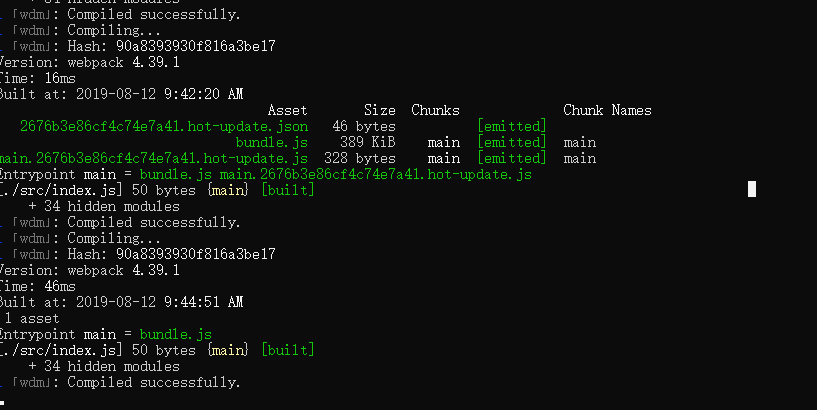 + 34 hidden modules
｢wdm｣: Compiled successfully.
｢wdm｣: Compiling...
｢wdm｣: Hash: 90a8393930f816a3be17
Version: webpack 4.39.1
Time: 16ms
Built at: 2019-08-12 9:42:20 AM
Asset Size Chunks Chunk Names
2676b3e86cf4c74e7a41.hot-update.json 46 bytes [emitted]
bundle.js 389 KiB main [emitted] main
main.2676b3e86cf4c74e7a41.hot-update.js 328 bytes main [emitted] main
Entrypoint main = bundle.js main.2676b3e86cf4c74e7a41.hot-update.js
[./src/index.js] 50 bytes {main} [built]
+ 34 hidden modules
｢wdm｣: Compiled successfully.
｢wdm｣: Compiling...
｢wdm｣: Hash: 90a8393930f816a3be17
Version: webpack 4.39.1
Time: 46ms
Built at: 2019-08-12 9:44:51 AM
1 asset
Entrypoint main = bundle.js
[./src/index.js] 50 bytes {main} [built]
+ 34 hidden modules
｢wdm｣: Compiled successfully.